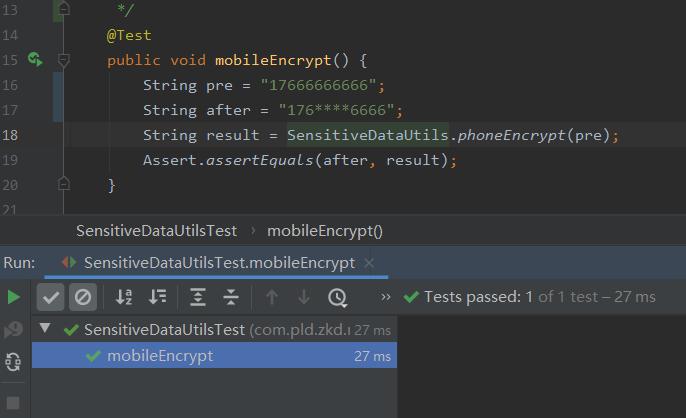 13 */
14 @Test
15 public void mobileEncrypt() {
16 String pre = "17666666666";
17 String after = "176****6666";
18 String result = SensitiveDataUtils.phoneEncrypt(pre);
19 Assert.assertEquals(after, result);
20 }
21
SensitiveDataUtilsTest › mobileEncrypt()
Run: SensitiveDataUtilsTest.mobileEncrypt ×
» Tests passed: 1 of 1 test – 27 ms
SensitiveDataUtilsTest (com.pld.zkd. 27 ms
mobileEncrypt 27 ms